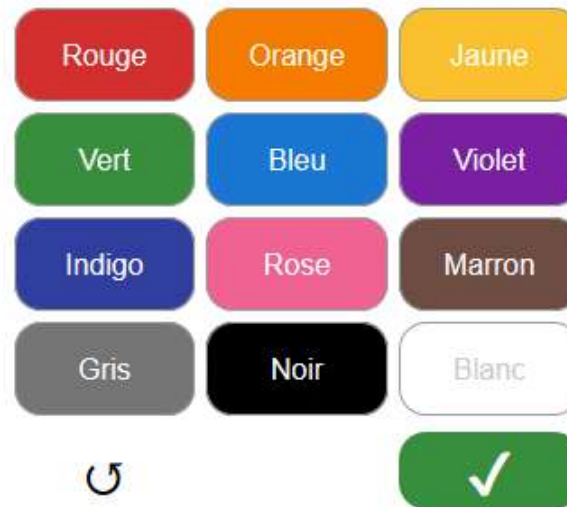 Rouge Orange Jaune
Vert Bleu Violet
Indigo Rose Marron
Gris Noir Blanc